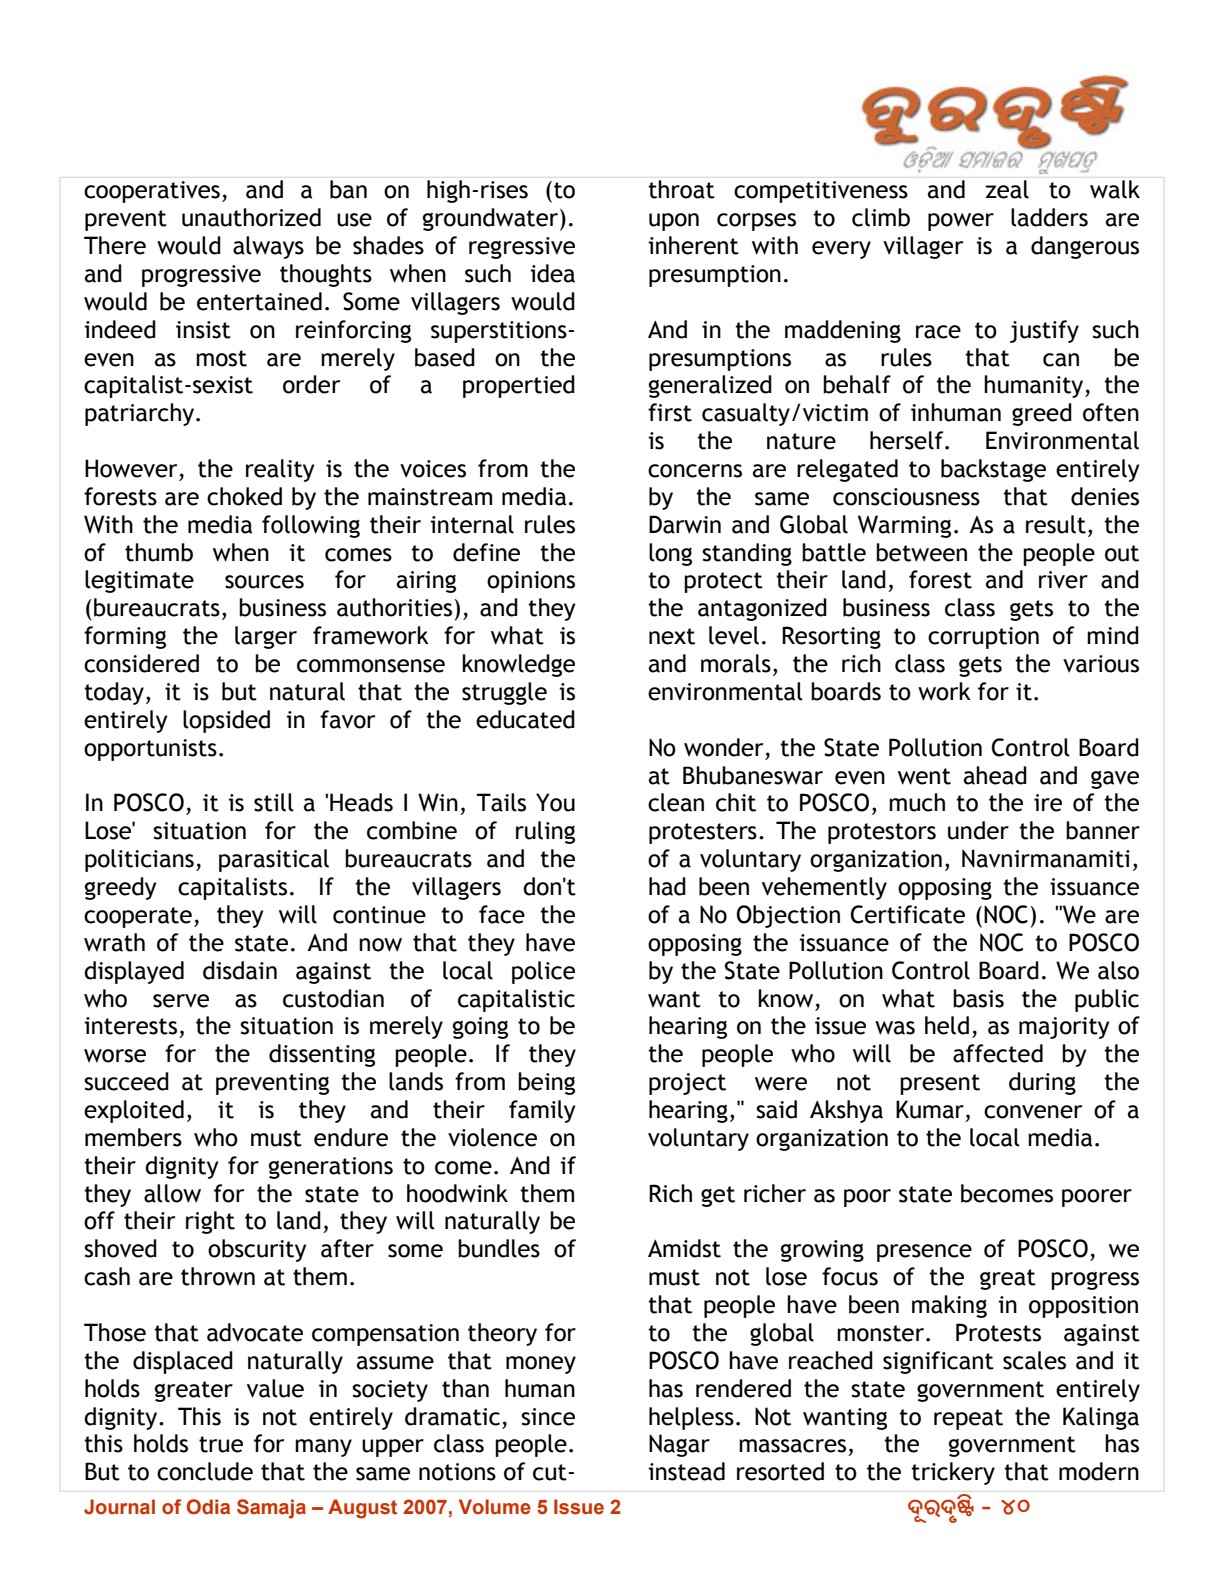 ଦୁରଦୃଷ୍ଟି
ଓଡ଼ିଆ ସମାଜର ମୁଖପତ୍ର
cooperatives, and a ban on high-rises (to
prevent unauthorized use of groundwater).
There would always be shades of regressive
and progressive thoughts when such idea
would be entertained. Some villagers would
indeed insist on reinforcing superstitions-
even as most are merely based on the
capitalist-sexist order of a propertied
patriarchy.
However, the reality is the voices from the
forests are choked by the mainstream media.
With the media following their internal rules
of thumb when it comes to define the
legitimate sources for airing opinions
(bureaucrats, business authorities), and they
forming the larger framework for what is
considered to be commonsense knowledge
today, it is but natural that the struggle is
entirely lopsided in favor of the educated
opportunists.
In POSCO, it is still a 'Heads I Win, Tails You
Lose' situation for the combine of ruling
politicians, parasitical bureaucrats and the
greedy capitalists. If the villagers don't
cooperate, they will continue to face the
wrath of the state. And now that they have
displayed disdain against the local police
who serve as custodian of capitalistic
interests, the situation is merely going to be
worse for the dissenting people. If they
succeed at preventing the lands from being
exploited, it is they and their family
members who must endure the violence on
their dignity for generations to come. And if
they allow for the state to hoodwink them
off their right to land, they will naturally be
shoved to obscurity after some bundles of
cash are thrown at them.
Those that advocate compensation theory for
the displaced naturally assume that money
holds greater value in society than human
dignity. This is not entirely dramatic, since
this holds true for many upper class people.
But to conclude that the same notions of cut-
throat competitiveness and zeal to walk
upon corpses to climb power ladders are
inherent with every villager is a dangerous
presumption.
And in the maddening race to justify such
presumptions as rules that can be
generalized on behalf of the humanity, the
first casualty/victim of inhuman greed often
is the nature herself. Environmental
concerns are relegated to backstage entirely
by the same consciousness that denies
Darwin and Global Warming. As a result, the
long standing battle between the people out
to protect their land, forest and river and
the antagonized business class gets to the
next level. Resorting to corruption of mind
and morals, the rich class gets the various
environmental boards to work for it.
No wonder, the State Pollution Control Board
at Bhubaneswar even went ahead and gave
clean chit to POSCO, much to the ire of the
protesters. The protestors under the banner
of a voluntary organization, Navnirmanamiti,
had been vehemently opposing the issuance
of a No Objection Certificate (NOC). "We are
opposing the issuance of the NOC to POSCO
by the State Pollution Control Board. We also
want to know, on what basis the public
hearing on the issue was held, as majority of
the people who will be affected by the
project were not present during the
hearing," said Akshya Kumar, convener of a
voluntary organization to the local media.
Rich get richer as poor state becomes poorer
Amidst the growing presence of POSCO, we
must not lose focus of the great progress
that people have been making in opposition
to the global monster. Protests against
POSCO have reached significant scales and it
has rendered the state government entirely
helpless. Not wanting to repeat the Kalinga
Nagar massacres, the government has
instead resorted to the trickery that modern
Journal of Odia Samaja – August 2007, Volume 5 Issue 2 ଦୂରଦୃଷ୍ଟି - ୪୦